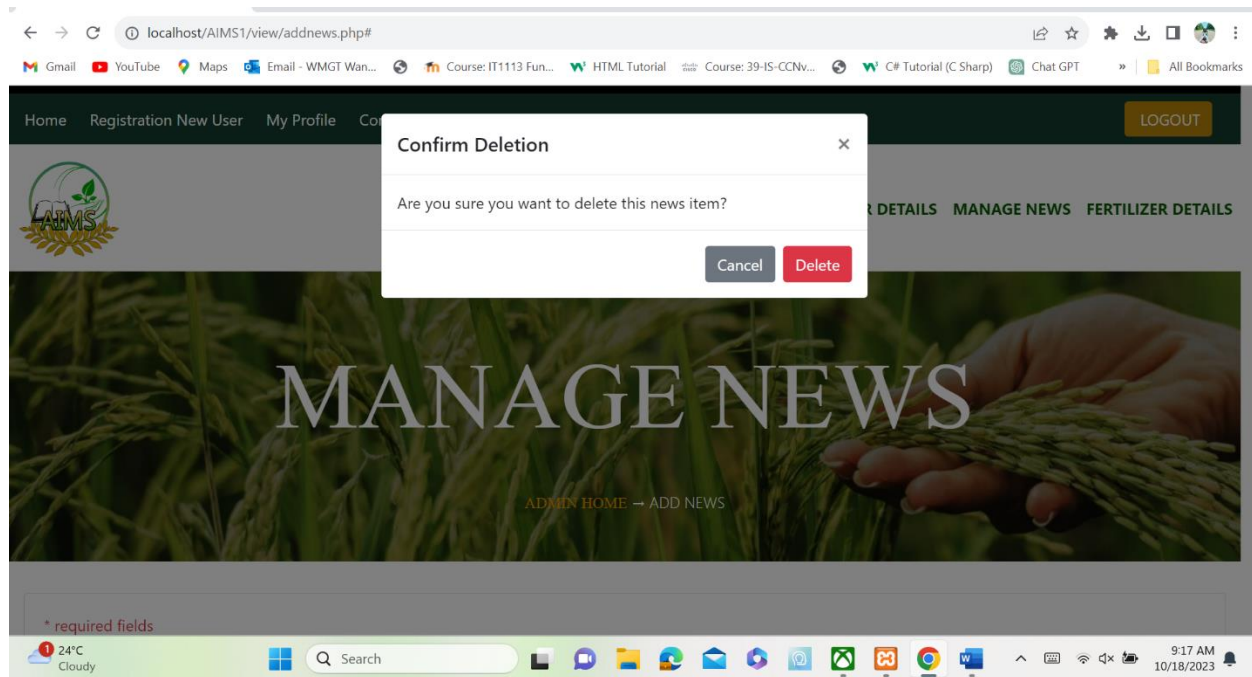 localhost/AIMS1/view/addnews.php#
Gmail YouTube Maps Email - WMGT Wan... Course: IT1113 Fun... HTML Tutorial Course: 39-IS-CCNv... C# Tutorial (C Sharp) Chat GPT » All Bookmarks
Home Registration New User My Profile Co LOGOUT
Confirm Deletion ×
Are you sure you want to delete this news item?
Cancel Delete
AIMS
R DETAILS MANAGE NEWS FERTILIZER DETAILS
MANAGE NEWS
ADMIN HOME → ADD NEWS
* required fields
1 24°C
Cloudy
Search
9:17 AM
10/18/2023